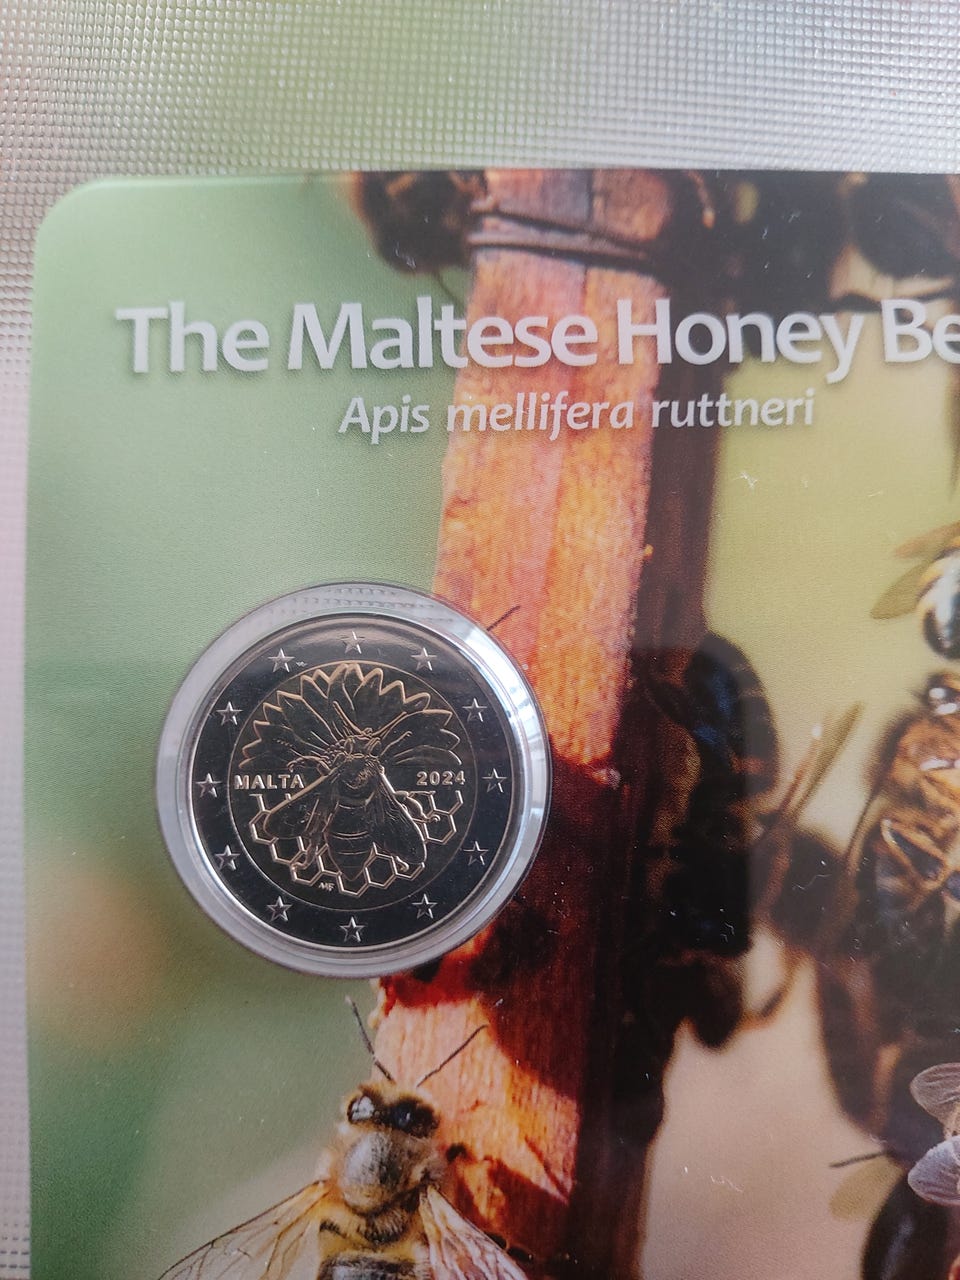 The Maltese Honey Be
Apis mellifera ruttneri
MALTA 2024